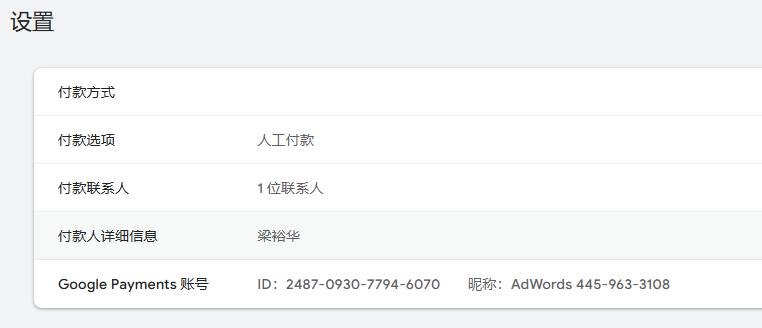 设置
付款方式
付款选项 人工付款
付款联系人 1 位联系人
付款人详细信息 梁裕华
Google Payments 账号 ID：2487-0930-7794-6070 昵称：AdWords 445-963-3108